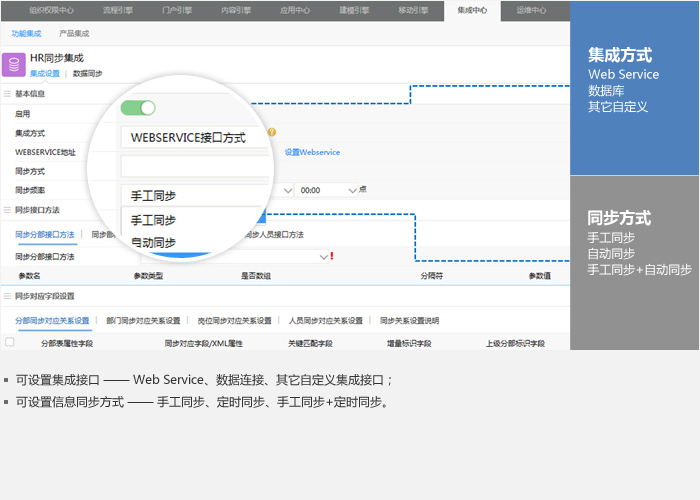 组织权限中心 流程引擎 门户引擎 内容引擎 应用中心 建模引擎 移动引擎 集成中心 运维中心
功能集成 产品集成
HR同步集成
集成设置 | 数据同步
基本信息
启用
集成方式
WEBSERVICE接口方式
WEBSERVICE地址
设置Webservice
同步方式
手工同步
同步频率
00:00 点
手工同步
自动同步
同步接口方法
同步分部接口方法 | 同步部 同步人员接口方法
同步分部接口方法 !
参数名 参数类型 是否数组 分隔符 参数值
同步对应字段设置
分部同步对应关系设置 | 部门同步对应关系设置 | 岗位同步对应关系设置 | 人员同步对应关系设置 | 同步关系设置说明
分部表属性字段 同步对应字段/XML属性 关键匹配字段 增量标识字段 上级分部标识字段
集成方式
Web Service
数据库
其它自定义
同步方式
手工同步
自动同步
手工同步+自动同步
可设置集成接口 —— Web Service、数据连接、其它自定义集成接口；
可设置信息同步方式 —— 手工同步、定时同步、手工同步+定时同步。